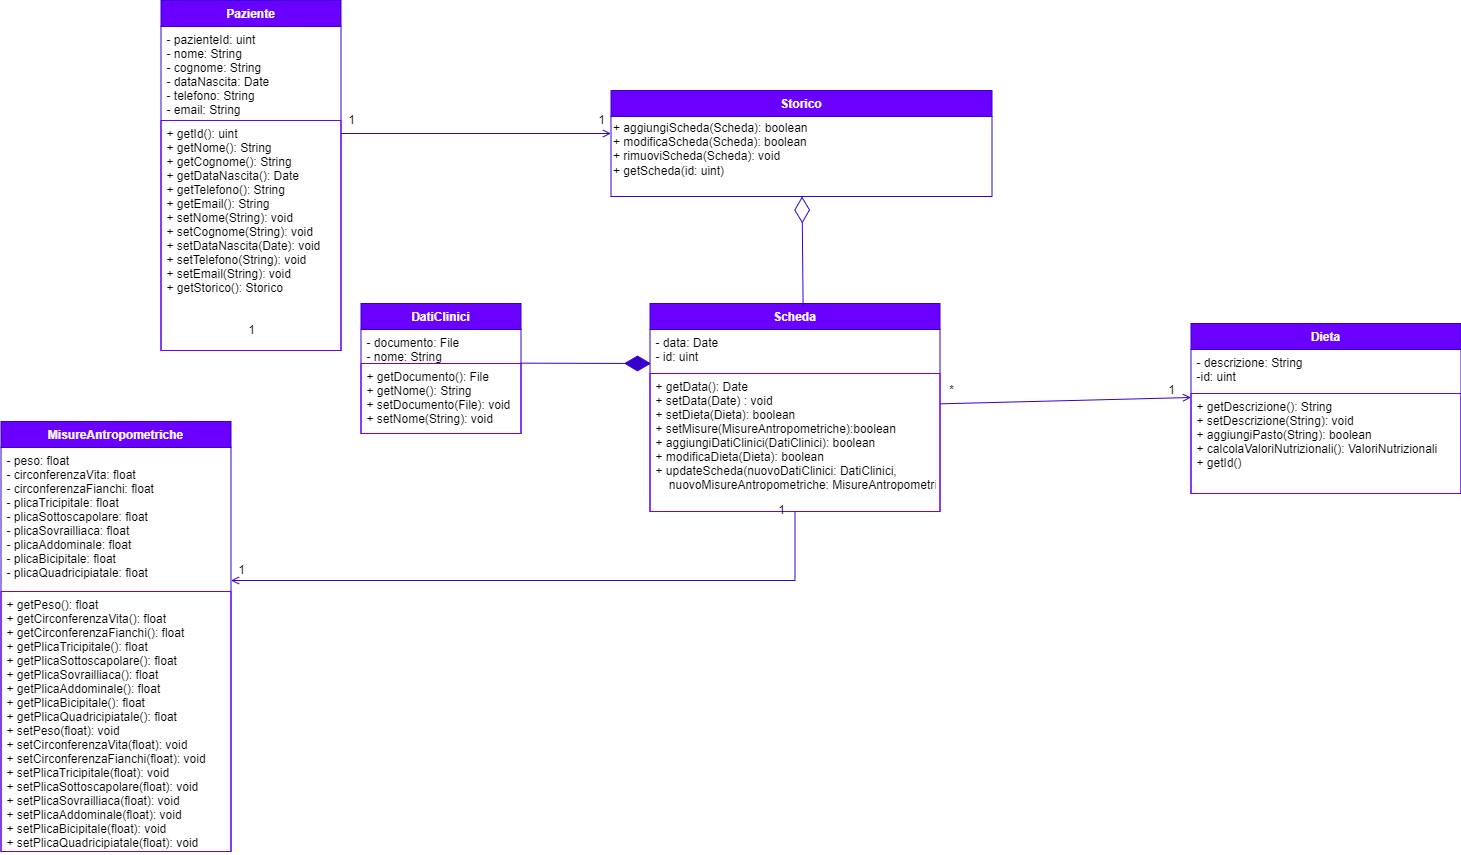 Paziente
- pazienteId: uint
- nome: String
- cognome: String
- dataNascita: Date
- telefono: String
- email: String
+ getId(): uint
+ getNome(): String
+ getCognome(): String
+ getDataNascita(): Date
+ getTelefono(): String
+ getEmail(): String
+ setNome(String): void
+ setCognome(String): void
+ setDataNascita(Date): void
+ setTelefono(String): void
+ setEmail(String): void
+ getStorico(): Storico
1
1
1
Storico
+ aggiungiScheda(Scheda): boolean
+ modificaScheda(Scheda): boolean
+ rimuoviScheda(Scheda): void
+ getScheda(id: uint)
DatiClinici
- documento: File
- nome: String
+ getDocumento(): File
+ getNome(): String
+ setDocumento(File): void
+ setNome(String): void
Scheda
- data: Date
- id: uint
+ getData(): Date
+ setData(Date) : void
+ setDieta(Dieta): boolean
+ setMisure(MisureAntropometriche):boolean
+ aggiungiDatiClinici(DatiClinici): boolean
+ modificaDieta(Dieta): boolean
+ updateScheda(nuovoDatiClinici: DatiClinici,
nuovoMisureAntropometriche: MisureAntropometri
1
*
1
Dieta
- descrizione: String
-id: uint
+ getDescrizione(): String
+ setDescrizione(String): void
+ aggiungiPasto(String): boolean
+ calcolaValoriNutrizionali(): ValoriNutrizionali
+ getId()
MisureAntropometriche
- peso: float
- circonferenzaVita: float
- circonferenzaFianchi: float
- plicaTricipitale: float
- plicaSottoscapolare: float
- plicaSovrailliaca: float
- plicaAddominale: float
- plicaBicipitale: float
- plicaQuadricipiatale: float
1
+ getPeso(): float
+ getCirconferenzaVita(): float
+ getCirconferenzaFianchi(): float
+ getPlicaTricipitale(): float
+ getPlicaSottoscapolare(): float
+ getPlicaSovrailliaca(): float
+ getPlicaAddominale(): float
+ getPlicaBicipitale(): float
+ getPlicaQuadricipiatale(): float
+ setPeso(float): void
+ setCirconferenzaVita(float): void
+ setCirconferenzaFianchi(float): void
+ setPlicaTricipitale(float): void
+ setPlicaSottoscapolare(float): void
+ setPlicaSovrailliaca(float): void
+ setPlicaAddominale(float): void
+ setPlicaBicipitale(float): void
+ setPlicaQuadricipiatale(float): void